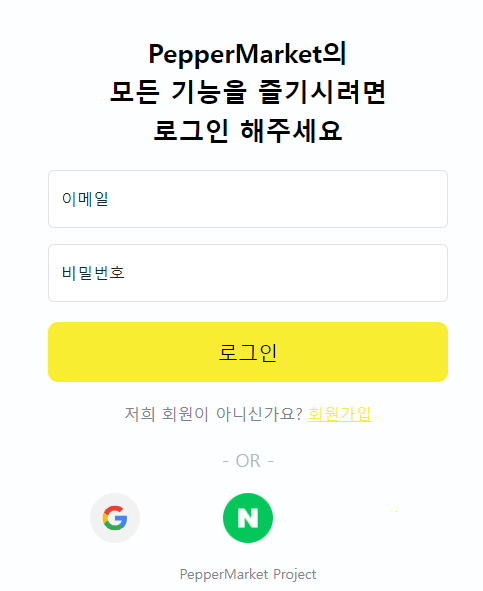 PepperMarket의
모든 기능을 즐기시려면
로그인 해주세요
이메일
비밀번호
로그인
저희 회원이 아니신가요? 회원가입
- OR -
G N
PepperMarket Project